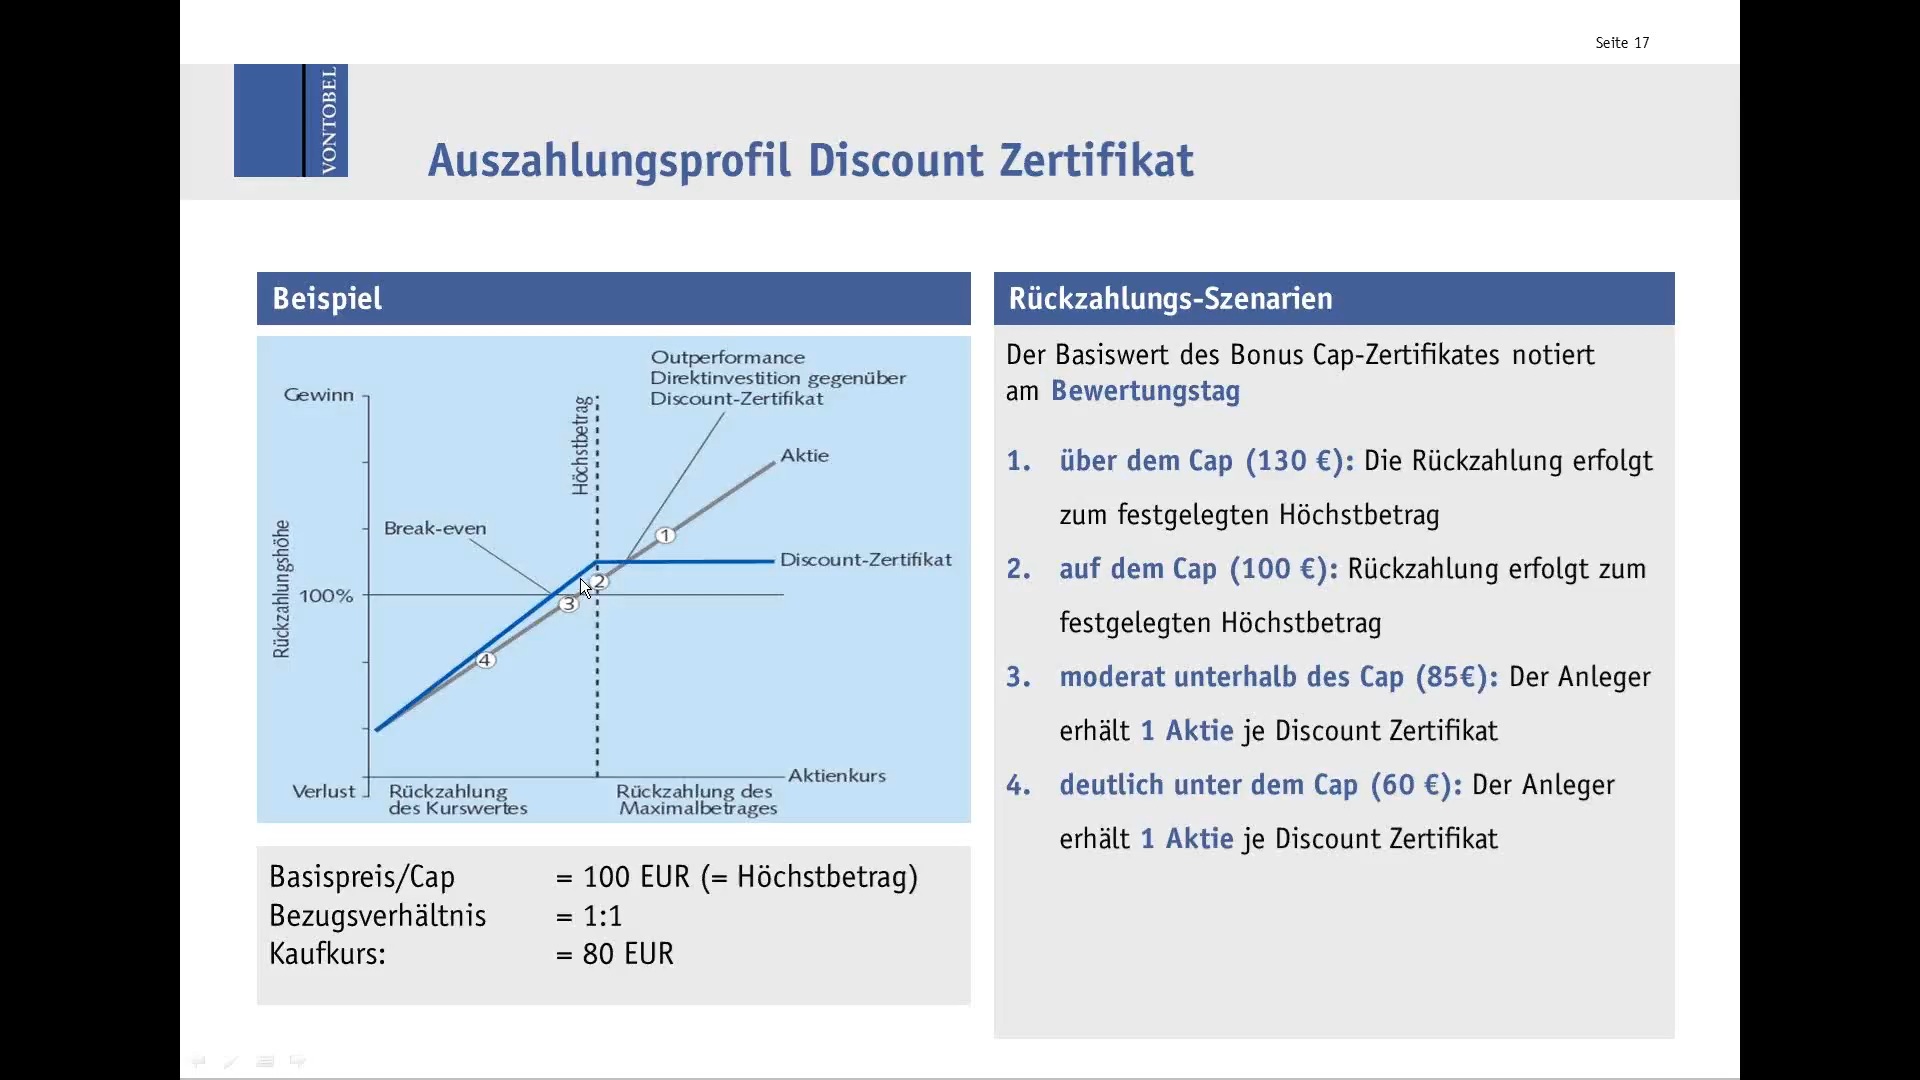 Seite 17
VONTOBEL
Auszahlungsprofil Discount Zertifikat
Beispiel
Outperformance
Direktinvestition gegenüber
Discount-Zertifikat
Gewinn
Höchstbetrag
Aktie
Break-even
1
Discount-Zertifikat
2
100%
3
Rückzahlungshöhe
4
Aktienkurs
Verlust
Rückzahlung
des Kurswertes
Rückzahlung des
Maximalbetrages
Basispreis/Cap = 100 EUR (= Höchstbetrag)
Bezugsverhältnis = 1:1
Kaufkurs: = 80 EUR
Rückzahlungs-Szenarien
Der Basiswert des Bonus Cap-Zertifikates notiert
am Bewertungstag
1. über dem Cap (130 €): Die Rückzahlung erfolgt
zum festgelegten Höchstbetrag
2. auf dem Cap (100 €): Rückzahlung erfolgt zum
festgelegten Höchstbetrag
3. moderat unterhalb des Cap (85€): Der Anleger
erhält 1 Aktie je Discount Zertifikat
4. deutlich unter dem Cap (60 €): Der Anleger
erhält 1 Aktie je Discount Zertifikat